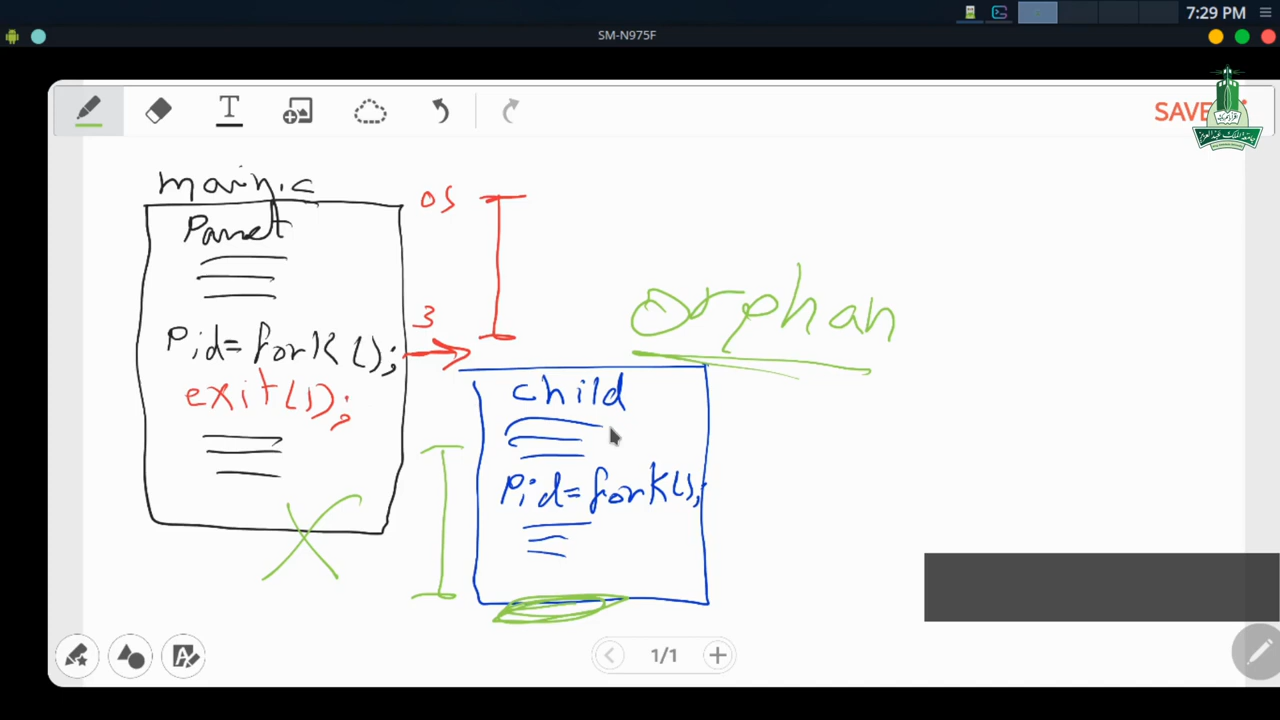 7:29 PM
SM-N975F
T
SAVE
main.c
Paret
OS
3
Pid=fork();
exit(1);
orphan
child
Pid=fork();
1/1
A